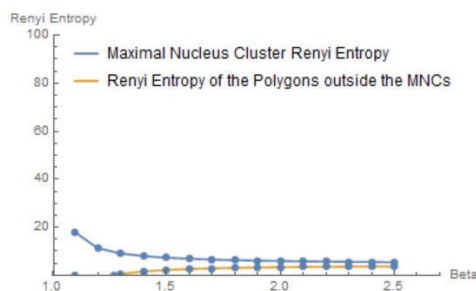 Renyi Entropy
100
Maximal Nucleus Cluster Renyi Entropy
Renyi Entropy of the Polygons outside the MNCs
80
60
40
20
Beta
1.0 1.5 2.0 2.5